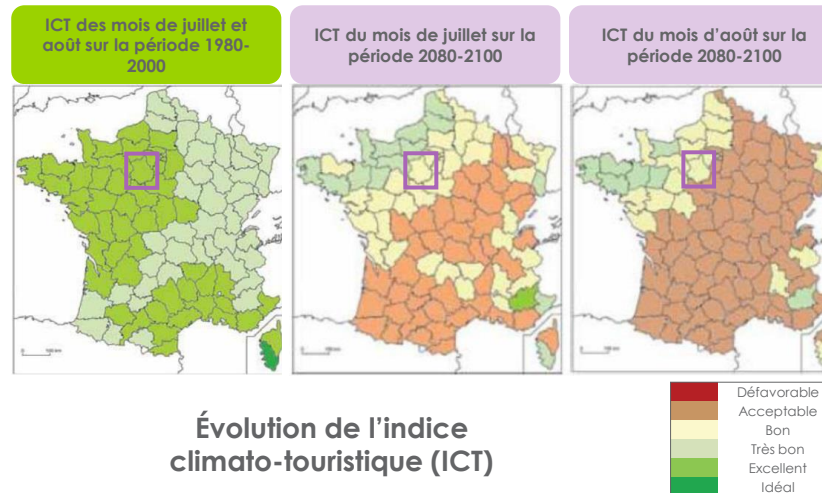 ICT des mois de juillet et
août sur la période 1980-
2000
ICT du mois de juillet sur la
période 2080-2100
ICT du mois d’août sur la
période 2080-2100
Évolution de l’indice
climato-touristique (ICT)
Défavorable
Acceptable
Bon
Très bon
Excellent
Idéal